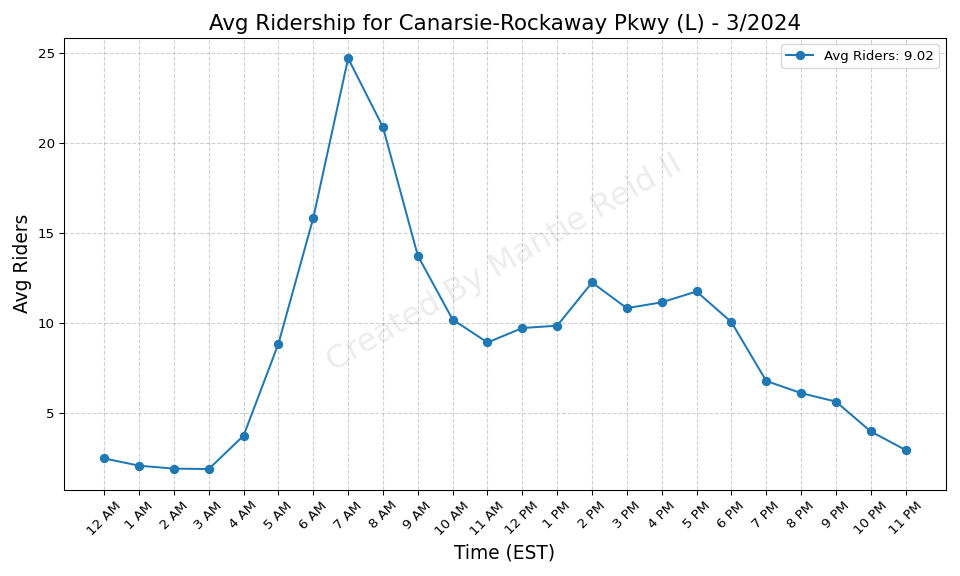 Avg Ridership for Canarsie-Rockaway Pkwy (L) - 3/2024
Avg Riders: 9.02
25
20
15
10
5
Avg Riders
Created By Mantie Reid II
12 AM
1 AM
2 AM
3 AM
4 AM
5 AM
6 AM
7 AM
8 AM
9 AM
10 AM
11 AM
12 PM
1 PM
2 PM
3 PM
4 PM
5 PM
6 PM
7 PM
8 PM
9 PM
10 PM
11 PM
Time (EST)